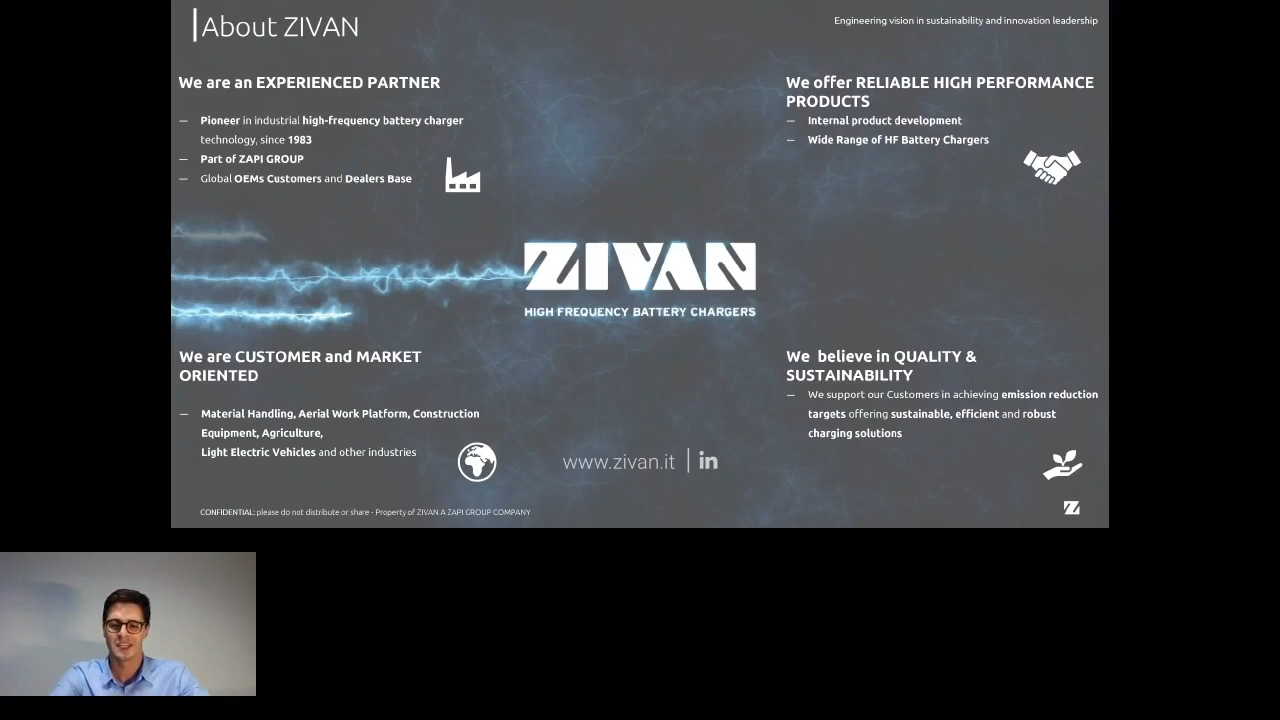 About ZIVAN
Engineering vision in sustainability and innovation leadership
We are an EXPERIENCED PARTNER
— Pioneer in industrial high-frequency battery charger
technology, since 1983
— Part of ZAPI GROUP
— Global OEMs Customers and Dealers Base
We offer RELIABLE HIGH PERFORMANCE
PRODUCTS
— Internal product development
— Wide Range of HF Battery Chargers
ZIVAN
HIGH FREQUENCY BATTERY CHARGERS
We are CUSTOMER and MARKET
ORIENTED
— Material Handling, Aerial Work Platform, Construction
Equipment, Agriculture,
Light Electric Vehicles and other industries
We believe in QUALITY &
SUSTAINABILITY
— We support our Customers in achieving emission reduction
targets offering sustainable, efficient and robust
charging solutions
www.zivan.it | in
CONFIDENTIAL: please do not distribute or share - Property of ZIVAN A ZAPI GROUP COMPANY